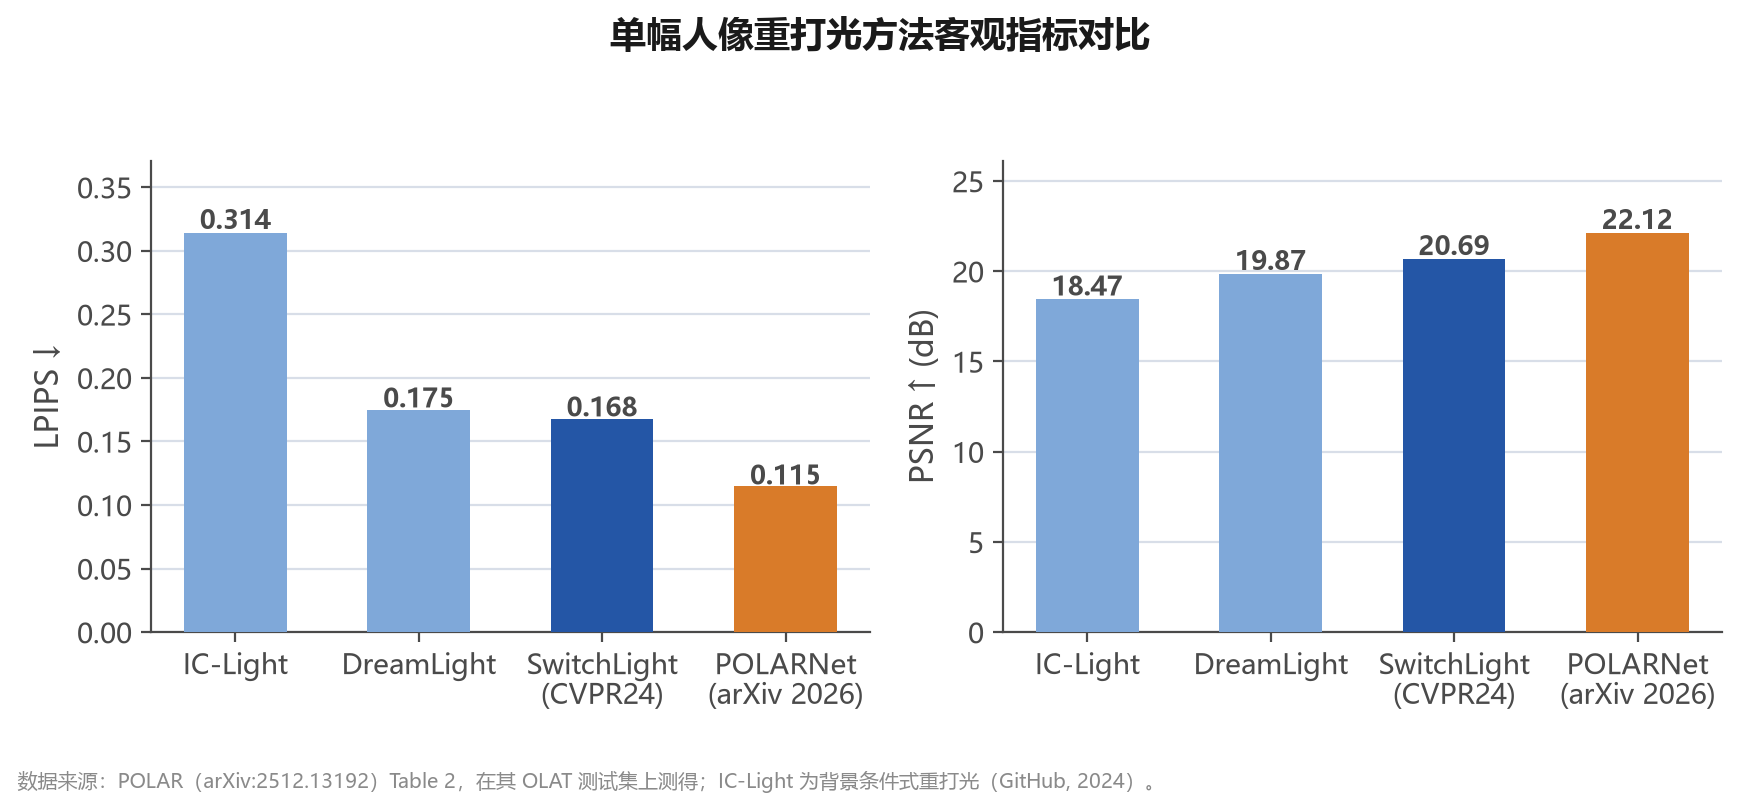 单幅人像重打光方法客观指标对比
LPIPS ↓
0.35
0.30
0.25
0.20
0.15
0.10
0.05
0.00
0.314
0.175
0.168
0.115
IC-Light
DreamLight
SwitchLight
(CVPR24)
POLARNet
(arXiv 2026)
PSNR ↑ (dB)
25
20
15
10
5
0
18.47
19.87
20.69
22.12
IC-Light
DreamLight
SwitchLight
(CVPR24)
POLARNet
(arXiv 2026)
数据来源：POLAR（arXiv:2512.13192）Table 2，在其 OLAT 测试集上测得；IC-Light 为背景条件式重打光（GitHub, 2024）。